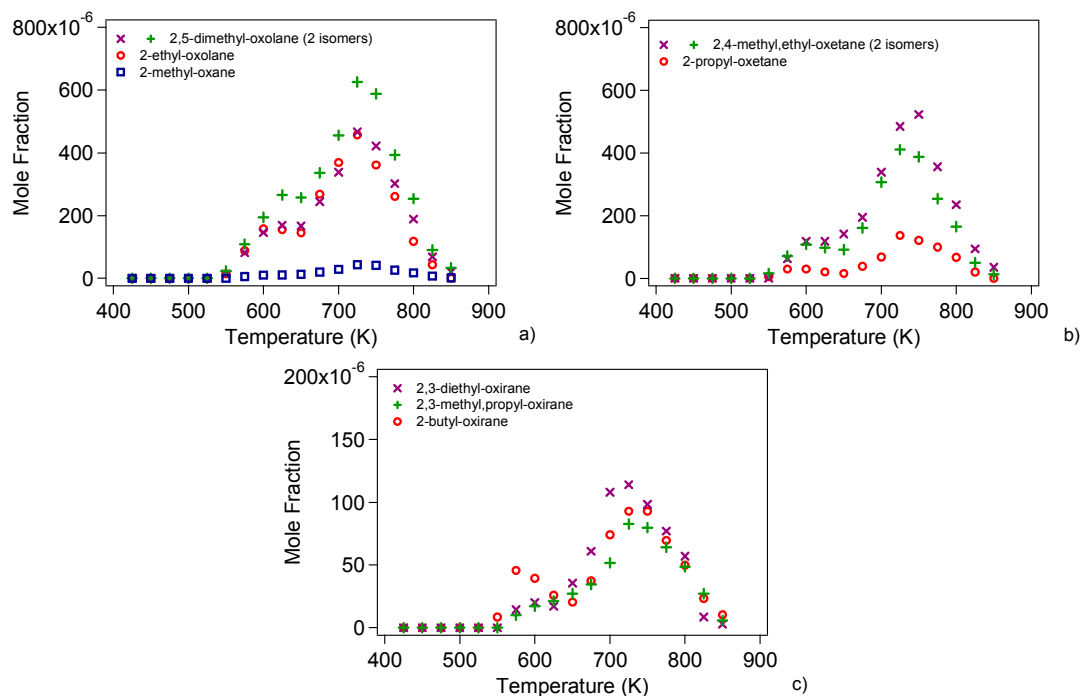 800x10⁻⁶
600
400
200
0
Mole Fraction
2,5-dimethyl-oxolane (2 isomers)
2-ethyl-oxolane
2-methyl-oxane
400 500 600 700 800 900
Temperature (K)
a)
800x10⁻⁶
600
400
200
0
Mole Fraction
2,4-methyl,ethyl-oxetane (2 isomers)
2-propyl-oxetane
400 500 600 700 800 900
Temperature (K)
b)
200x10⁻⁶
150
100
50
0
Mole Fraction
2,3-diethyl-oxirane
2,3-methyl,propyl-oxirane
2-butyl-oxirane
400 500 600 700 800 900
Temperature (K)
c)